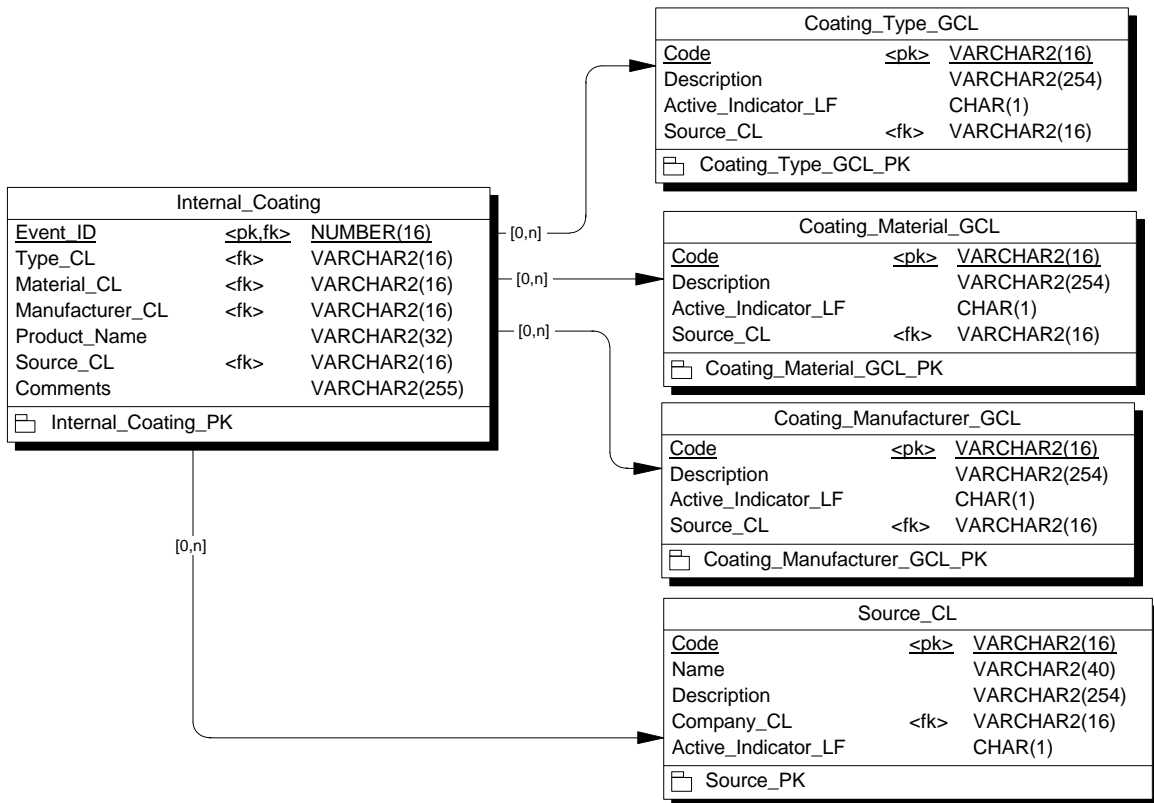 Internal_Coating
Event_ID <pk,fk> NUMBER(16)
Type_CL <fk> VARCHAR2(16)
Material_CL <fk> VARCHAR2(16)
Manufacturer_CL <fk> VARCHAR2(16)
Product_Name VARCHAR2(32)
Source_CL <fk> VARCHAR2(16)
Comments VARCHAR2(255)
Internal_Coating_PK
[0,n]
[0,n]
[0,n]
[0,n]
Coating_Type_GCL
Code <pk> VARCHAR2(16)
Description VARCHAR2(254)
Active_Indicator_LF CHAR(1)
Source_CL <fk> VARCHAR2(16)
Coating_Type_GCL_PK
Coating_Material_GCL
Code <pk> VARCHAR2(16)
Description VARCHAR2(254)
Active_Indicator_LF CHAR(1)
Source_CL <fk> VARCHAR2(16)
Coating_Material_GCL_PK
Coating_Manufacturer_GCL
Code <pk> VARCHAR2(16)
Description VARCHAR2(254)
Active_Indicator_LF CHAR(1)
Source_CL <fk> VARCHAR2(16)
Coating_Manufacturer_GCL_PK
Source_CL
Code <pk> VARCHAR2(16)
Name VARCHAR2(40)
Description VARCHAR2(254)
Company_CL <fk> VARCHAR2(16)
Active_Indicator_LF CHAR(1)
Source_PK